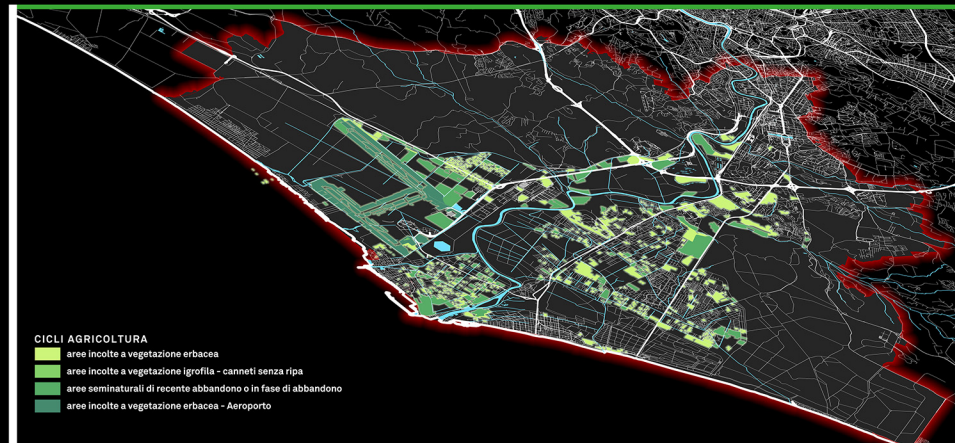 CICLI AGRICOLTURA
aree incolte a vegetazione erbacea
aree incolte a vegetazione igrofila - canneti senza ripa
aree seminaturali di recente abbandono o in fase di abbandono
aree incolte a vegetazione erbacea - Aeroporto